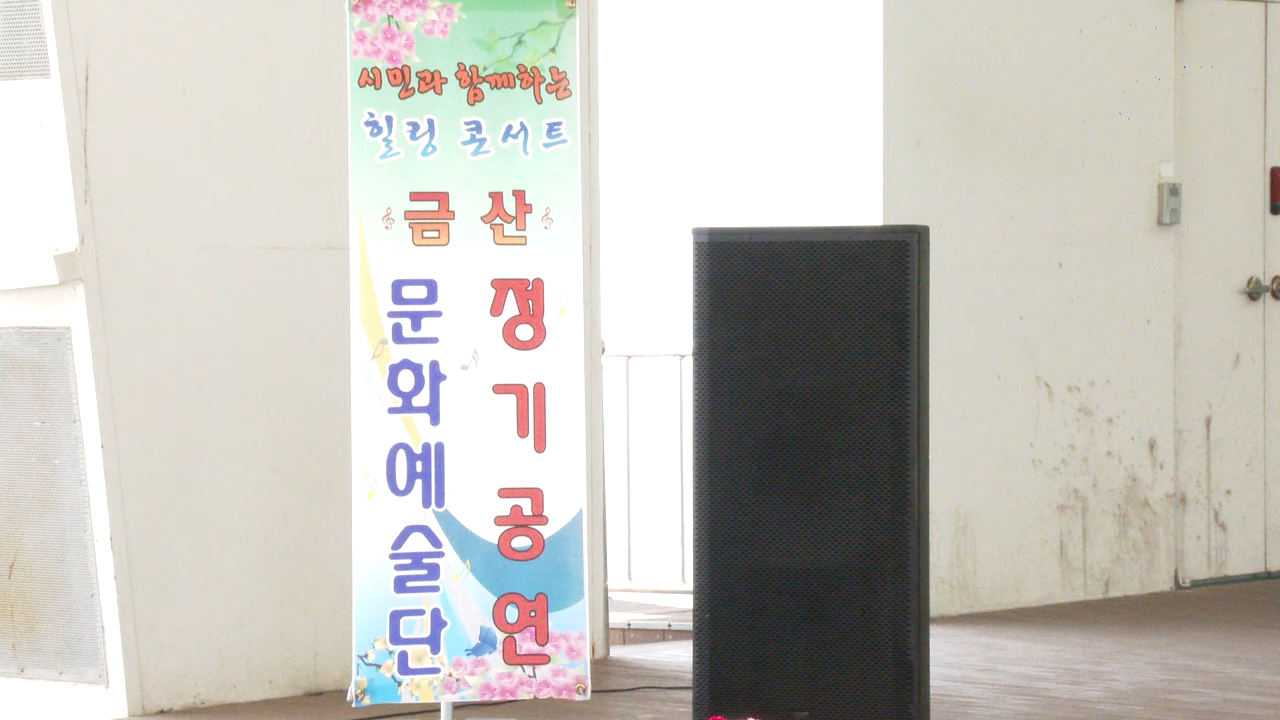 시민과 함께하는
힐링 콘서트
금 산
문화예술단
정기공연